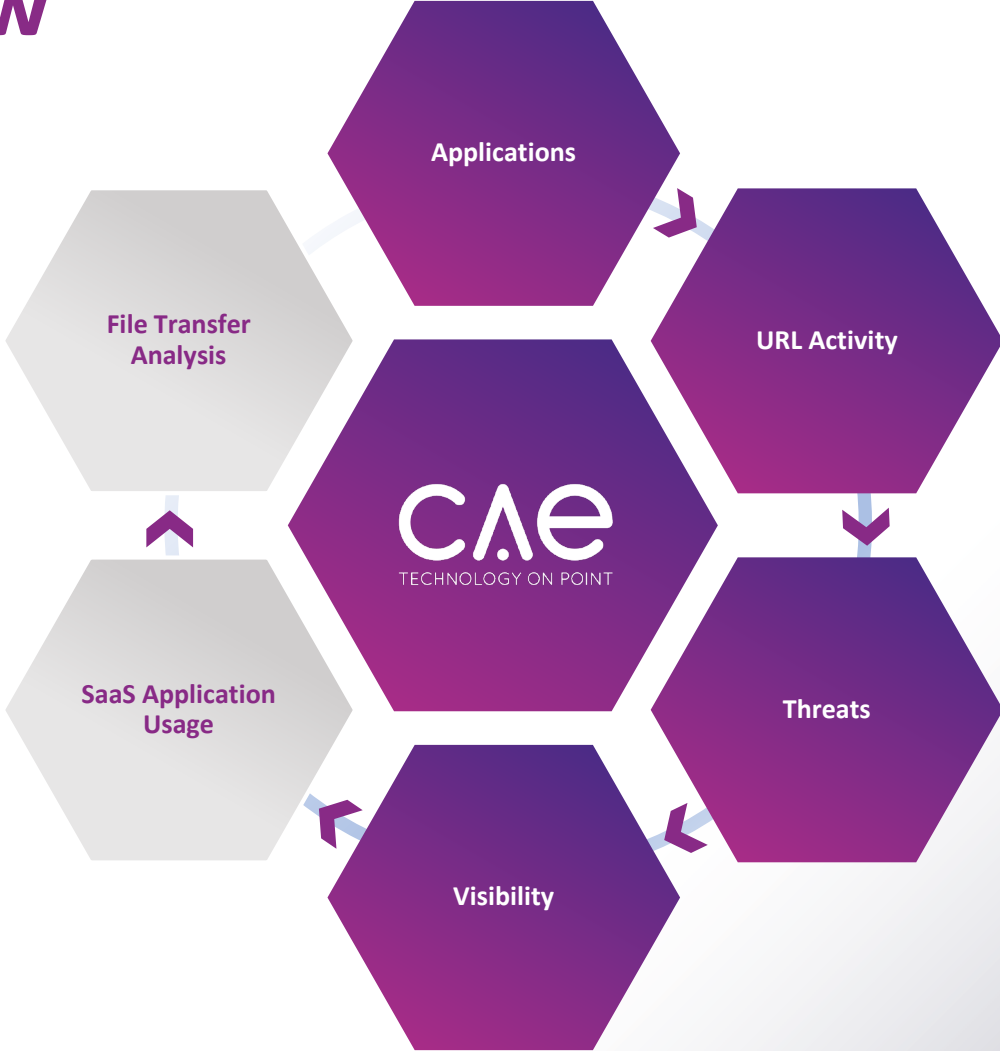 Applications
URL Activity
Threats
Visibility
SaaS Application
Usage
File Transfer
Analysis
CAE
TECHNOLOGY ON POINT